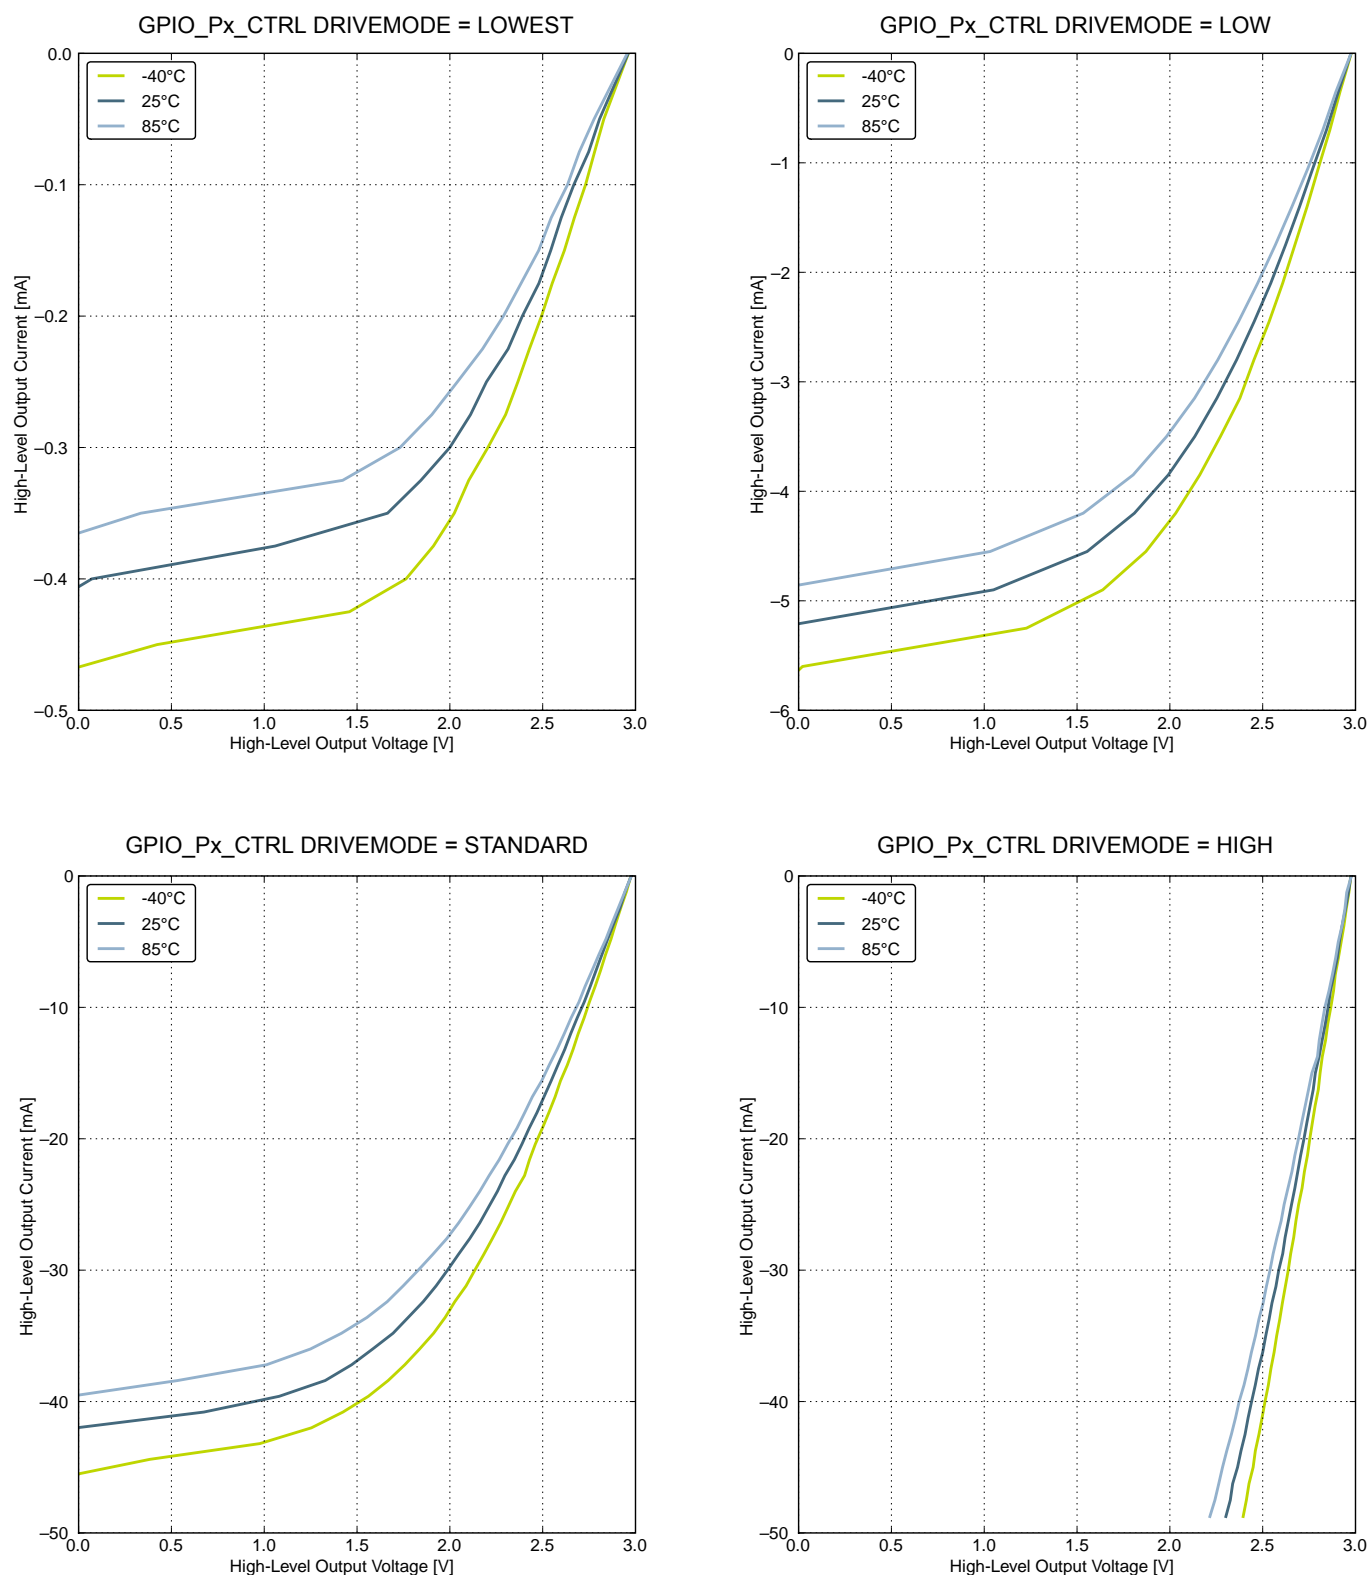 GPIO_Px_CTRL DRIVEMODE = LOWEST
-40°C
25°C
85°C
0.0
–0.1
–0.2
–0.3
–0.4
–0.5
High-Level Output Current [mA]
0.0 0.5 1.0 1.5 2.0 2.5 3.0
High-Level Output Voltage [V]
GPIO_Px_CTRL DRIVEMODE = LOW
-40°C
25°C
85°C
0
–1
–2
–3
–4
–5
–6
High-Level Output Current [mA]
0.0 0.5 1.0 1.5 2.0 2.5 3.0
High-Level Output Voltage [V]
GPIO_Px_CTRL DRIVEMODE = STANDARD
-40°C
25°C
85°C
0
–10
–20
–30
–40
–50
High-Level Output Current [mA]
0.0 0.5 1.0 1.5 2.0 2.5 3.0
High-Level Output Voltage [V]
GPIO_Px_CTRL DRIVEMODE = HIGH
-40°C
25°C
85°C
0
–10
–20
–30
–40
–50
High-Level Output Current [mA]
0.0 0.5 1.0 1.5 2.0 2.5 3.0
High-Level Output Voltage [V]